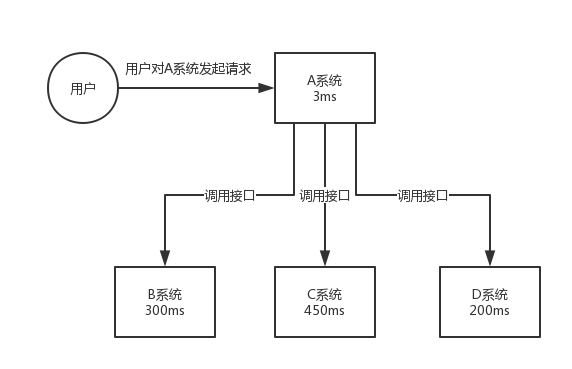 用户对A系统发起请求
用户
A系统
3ms
调用接口
调用接口
调用接口
B系统
300ms
C系统
450ms
D系统
200ms